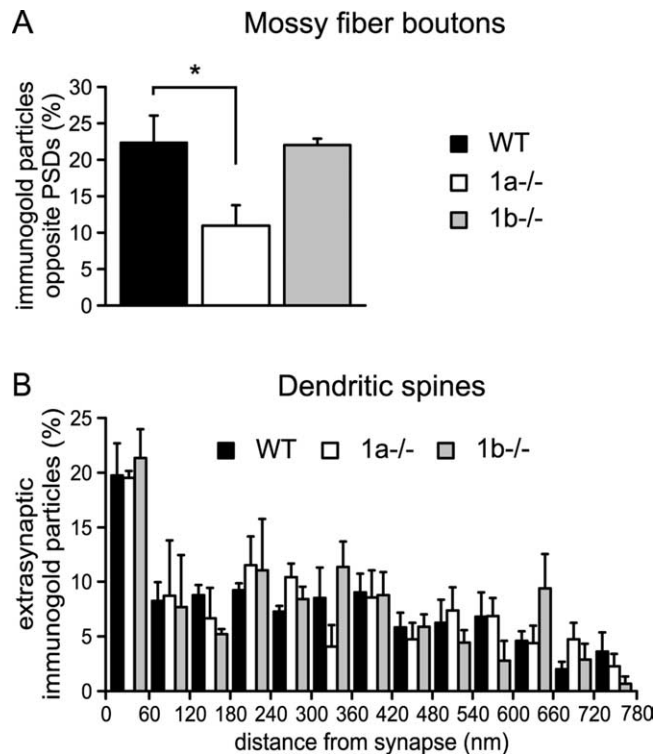 A Mossy fiber boutons
immunogold particles
opposite PSDs (%)
30
25
20
15
10
5
0
*
WT
1a-/-
1b-/-
B Dendritic spines
extrasynaptic
immunogold particles (%)
25
20
15
10
5
0
WT 1a-/- 1b-/-
0 60 120 180 240 300 360 420 480 540 600 660 720 780
distance from synapse (nm)